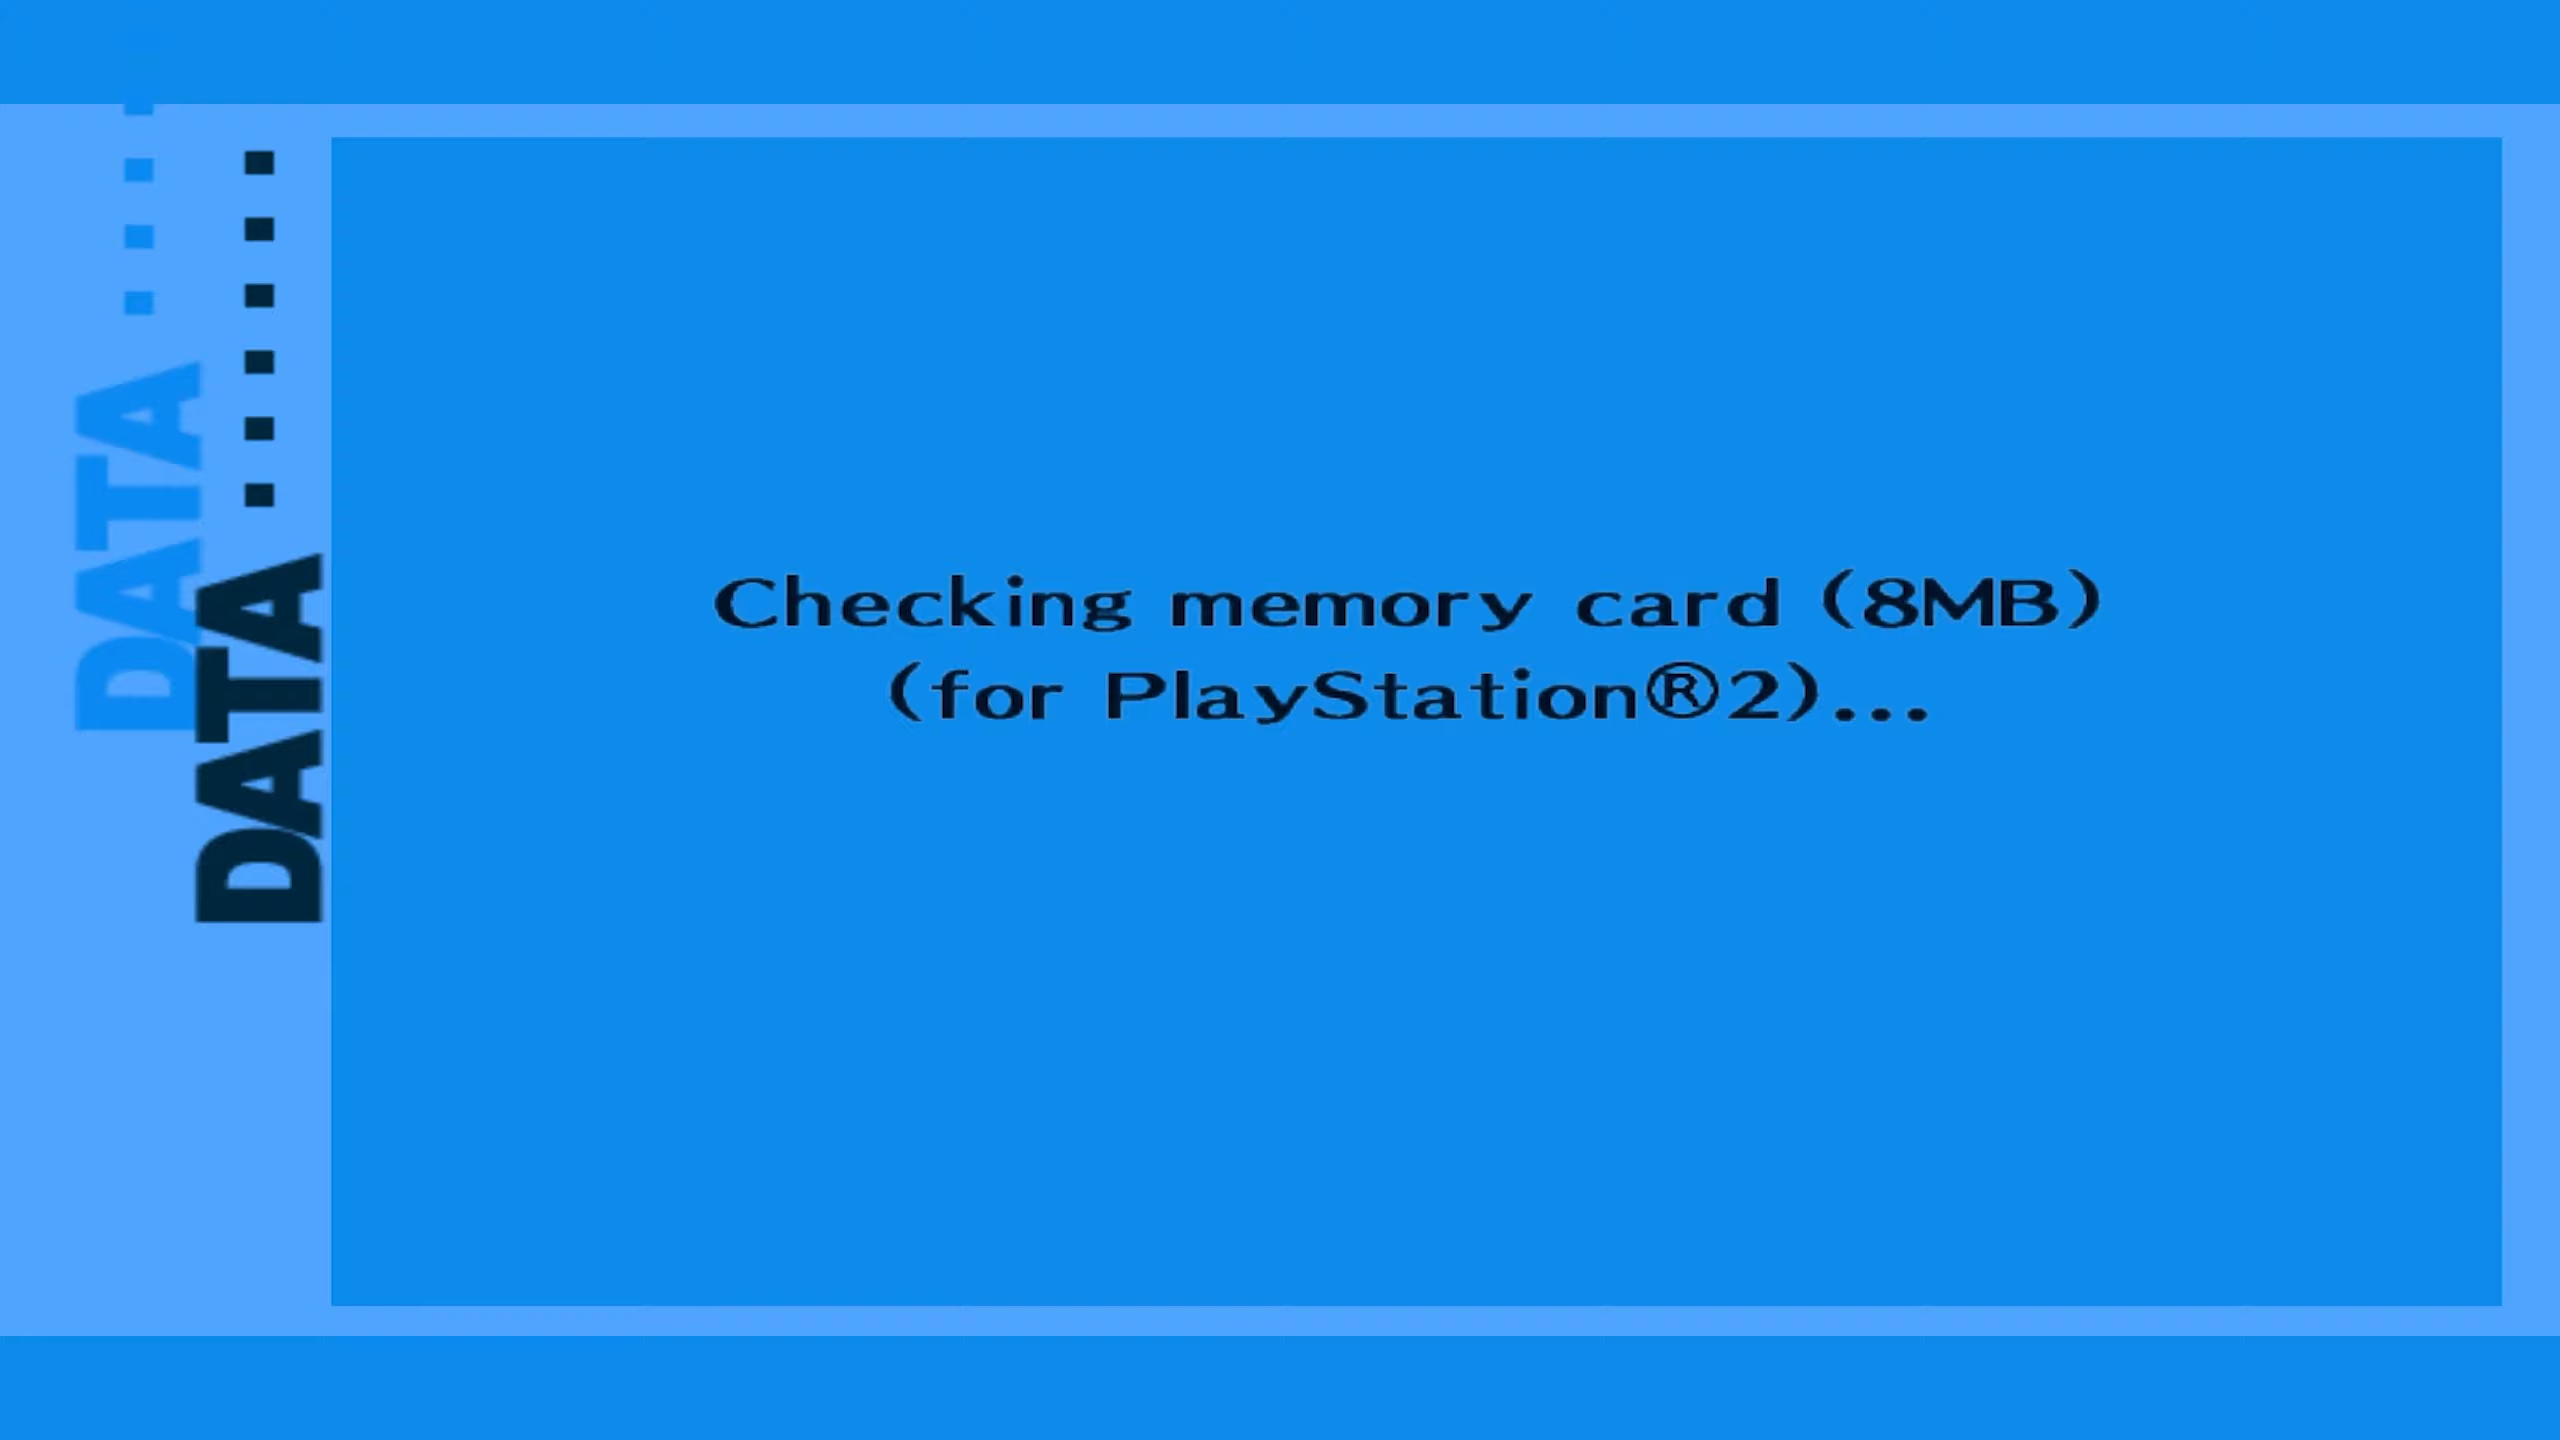 DATA ......
DATA ....
Checking memory card (8MB)
(for PlayStation®2)...